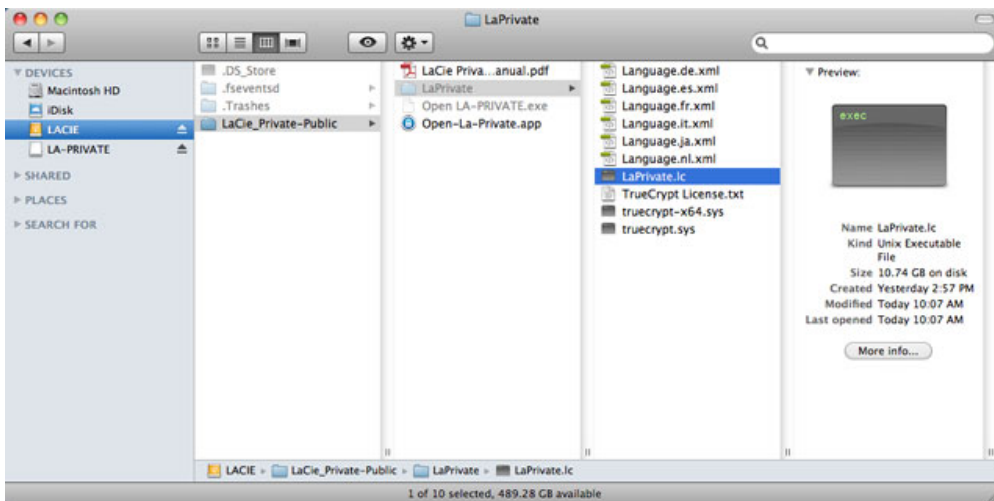 LaPrivate
DEVICES
Macintosh HD
iDisk
LACIE
LA-PRIVATE
SHARED
PLACES
SEARCH FOR
.DS_Store
.fseventsd
.Trashes
LaCie_Private-Public
LaCie Priva...anual.pdf
LaPrivate
Open LA-PRIVATE.exe
Open-La-Private.app
Language.de.xml
Language.es.xml
Language.fr.xml
Language.it.xml
Language.ja.xml
Language.nl.xml
LaPrivate.lc
TrueCrypt License.txt
truecrypt-x64.sys
truecrypt.sys
Preview:
exec
Name LaPrivate.lc
Kind Unix Executable
File
Size 10.74 GB on disk
Created Yesterday 2:57 PM
Modified Today 10:07 AM
Last opened Today 10:07 AM
More info...
LACIE LaCie_Private-Public LaPrivate LaPrivate.lc
1 of 10 selected, 489.28 GB available